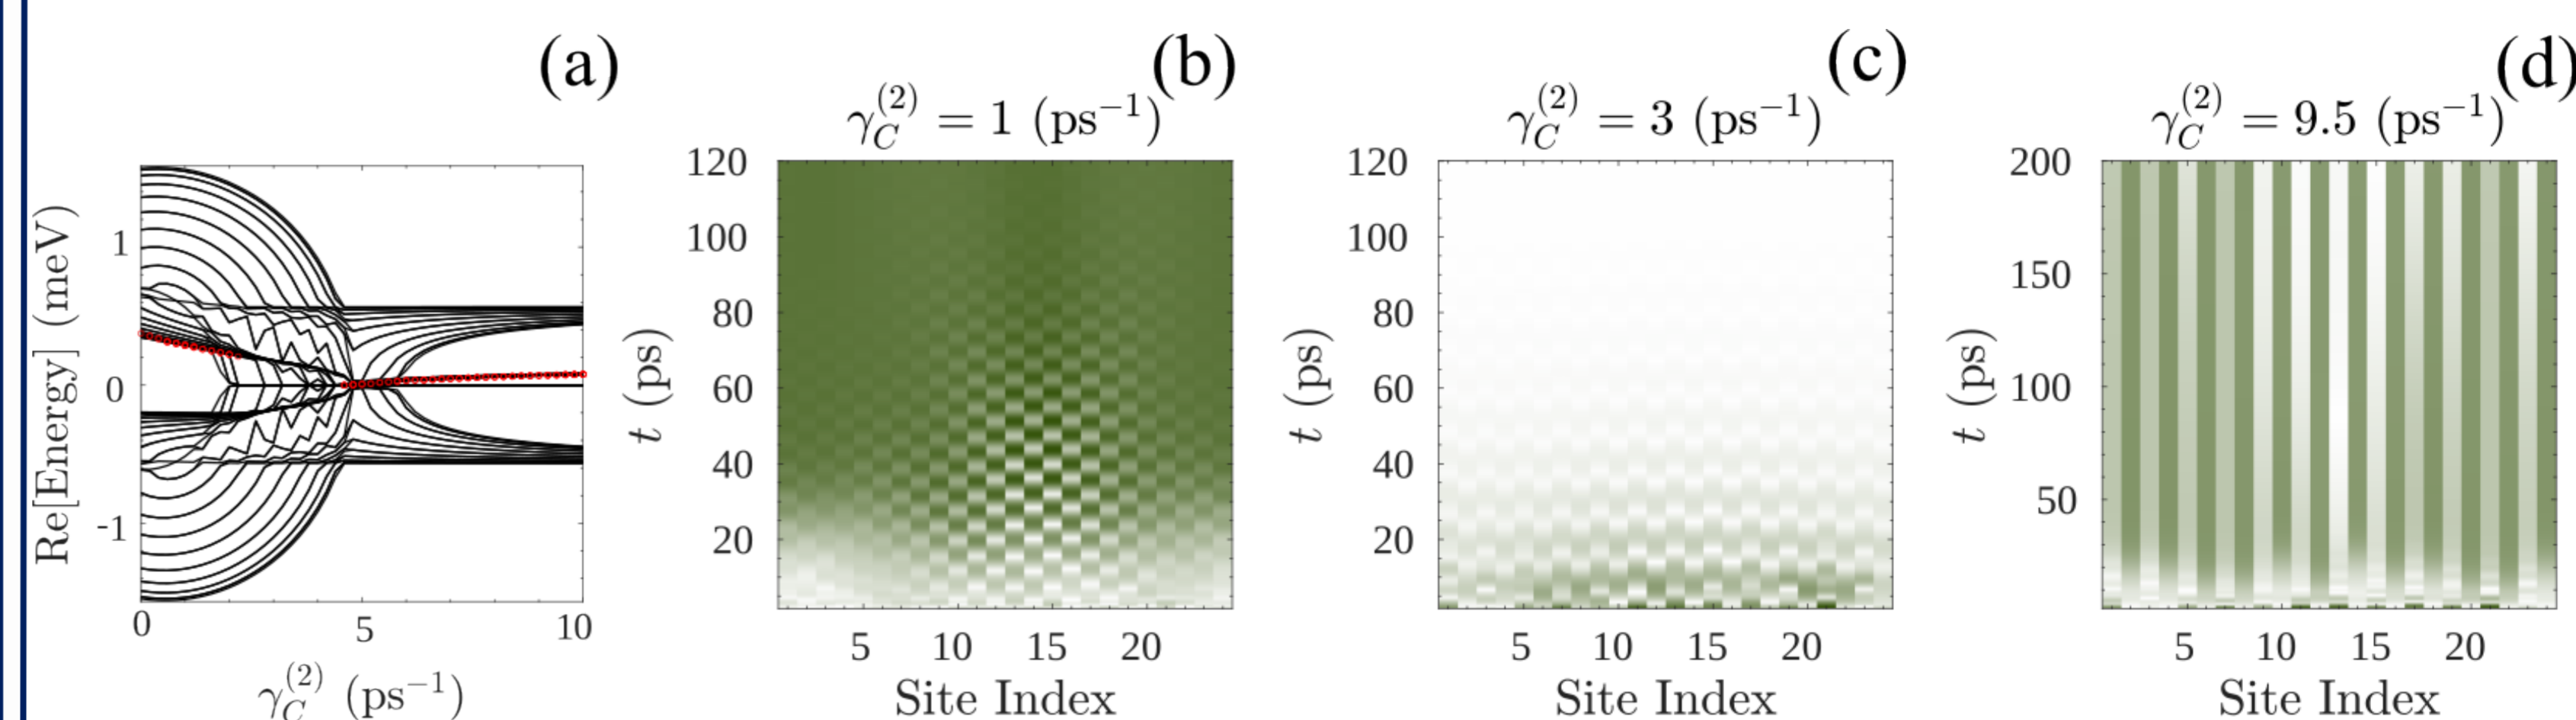 (a)
Re[Energy] (meV)
1
0
-1
0 5 10
γ_C^{(2)} (ps⁻¹)
(b)
γ_C^{(2)} = 1 (ps⁻¹)
t (ps)
120
100
80
60
40
20
5 10 15 20
Site Index
(c)
γ_C^{(2)} = 3 (ps⁻¹)
t (ps)
120
100
80
60
40
20
5 10 15 20
Site Index
(d)
γ_C^{(2)} = 9.5 (ps⁻¹)
t (ps)
200
150
100
50
5 10 15 20
Site Index